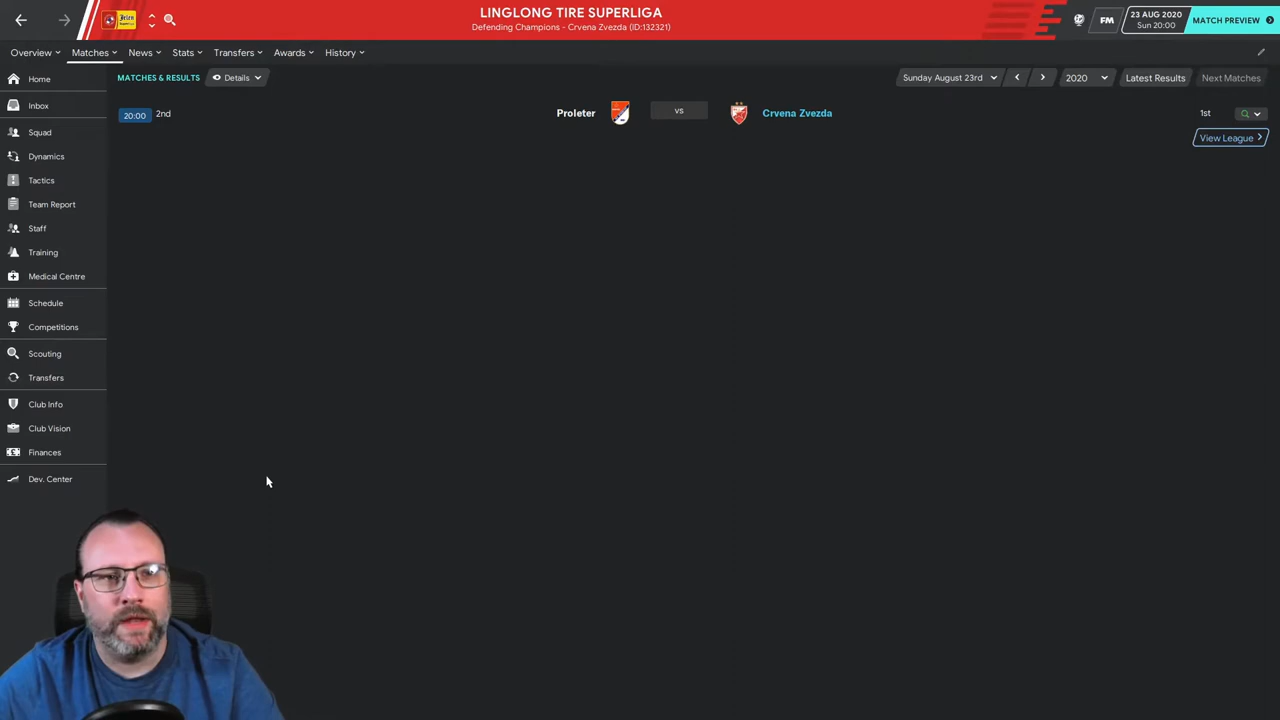 LINGLONG TIRE SUPERLIGA
Defending Champions - Crvena Zvezda (ID:132321)
FM
23 AUG 2020
Sun 20:00
MATCH PREVIEW
Overview
Matches
News
Stats
Transfers
Awards
History
Home
Inbox
Squad
Dynamics
Tactics
Team Report
Staff
Training
Medical Centre
Schedule
Competitions
Scouting
Transfers
Club Info
Club Vision
Finances
Dev. Center
MATCHES & RESULTS
Details
Sunday August 23rd
2020
Latest Results
Next Matches
20:00 2nd Proleter vs Crvena Zvezda 1st
View League